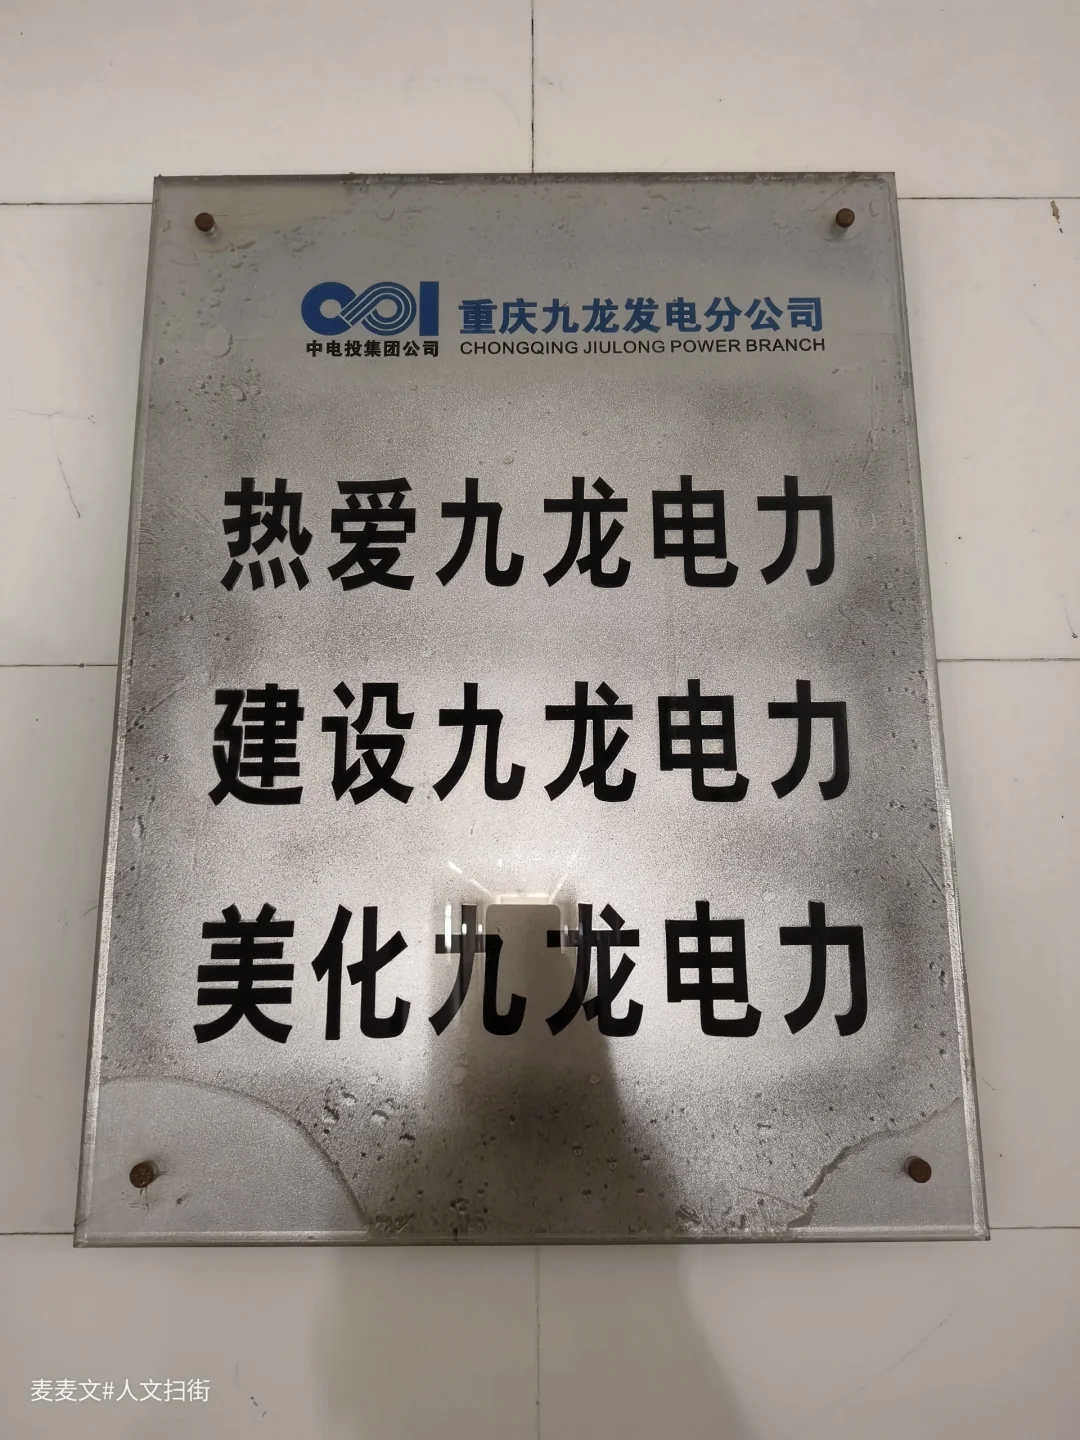 重庆九龙发电分公司
中电投集团公司 CHONGQING JIULONG POWER BRANCH
热爱九龙电力
建设九龙电力
美化九龙电力
麦麦文#人文扫街